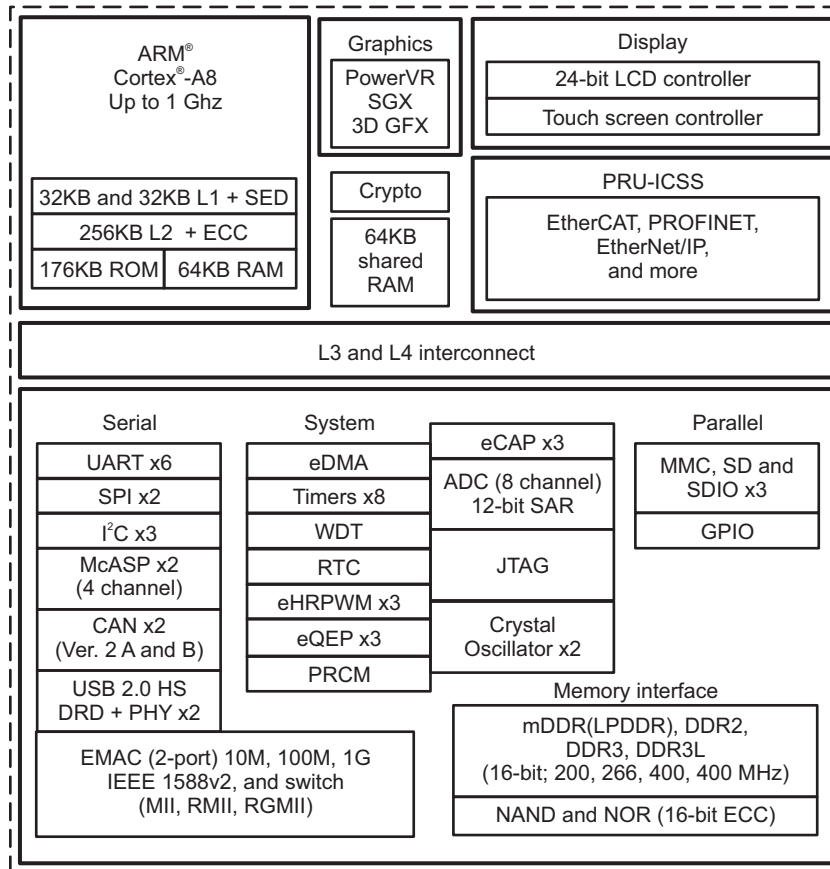 ARM®
Cortex®-A8
Up to 1 Ghz
32KB and 32KB L1 + SED
256KB L2 + ECC
176KB ROM
64KB RAM
Graphics
PowerVR
SGX
3D GFX
Crypto
64KB
shared
RAM
Display
24-bit LCD controller
Touch screen controller
PRU-ICSS
EtherCAT, PROFINET,
EtherNet/IP,
and more
L3 and L4 interconnect
Serial
UART x6
SPI x2
I²C x3
McASP x2
(4 channel)
CAN x2
(Ver. 2 A and B)
USB 2.0 HS
DRD + PHY x2
EMAC (2-port) 10M, 100M, 1G
IEEE 1588v2, and switch
(MII, RMII, RGMII)
System
eDMA
Timers x8
WDT
RTC
eHRPWM x3
eQEP x3
PRCM
eCAP x3
ADC (8 channel)
12-bit SAR
JTAG
Crystal
Oscillator x2
Parallel
MMC, SD and
SDIO x3
GPIO
Memory interface
mDDR(LPDDR), DDR2,
DDR3, DDR3L
(16-bit; 200, 266, 400, 400 MHz)
NAND and NOR (16-bit ECC)